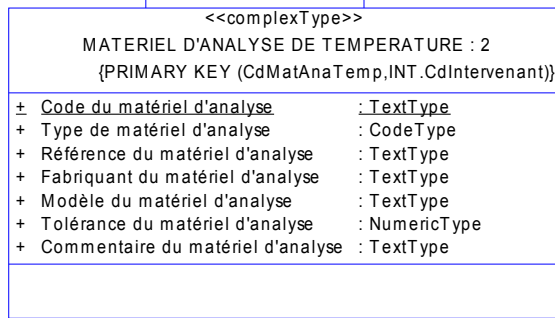 <<complexType>>
MATERIEL D'ANALYSE DE TEMPERATURE : 2
{PRIMARY KEY (CdMatAnaTemp,INT.CdIntervenant)}
+ Code du matériel d'analyse : TextType
+ Type de matériel d'analyse : CodeType
+ Référence du matériel d'analyse : TextType
+ Fabriquant du matériel d'analyse : TextType
+ Modèle du matériel d'analyse : TextType
+ Tolérance du matériel d'analyse : NumericType
+ Commentaire du matériel d'analyse : TextType